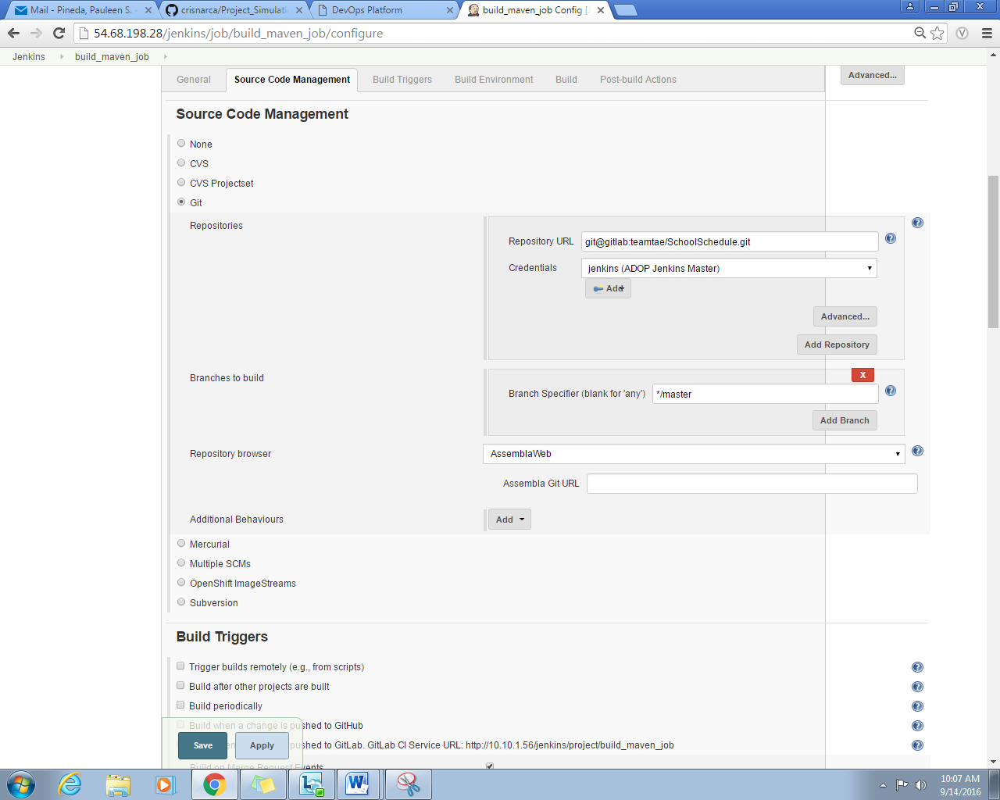 Mail - Pineda, Pauleen S. -
crisnarca/Project_Simulati
DevOps Platform
build_maven_job Config [J
54.68.198.28/jenkins/job/build_maven_job/configure
Jenkins
build_maven_job
General
Source Code Management
Build Triggers
Build Environment
Build
Post-build Actions
Advanced...
Source Code Management
None
CVS
CVS Projectset
Git
Repositories
Repository URL
git@gitlab:teamtae/SchoolSchedule.git
Credentials
jenkins (ADOP Jenkins Master)
Add
Advanced...
Add Repository
Branches to build
X
Branch Specifier (blank for 'any')
*/master
Add Branch
Repository browser
AssemblaWeb
Assembla Git URL
Additional Behaviours
Add
Mercurial
Multiple SCMs
OpenShift ImageStreams
Subversion
Build Triggers
Trigger builds remotely (e.g., from scripts)
Build after other projects are built
Build periodically
Build when a change is pushed to GitHub
pushed to GitLab. GitLab CI Service URL: http://10.10.1.56/jenkins/project/build_maven_job
Save
Apply
Build on Merge Request Events
10:07 AM
9/14/2016